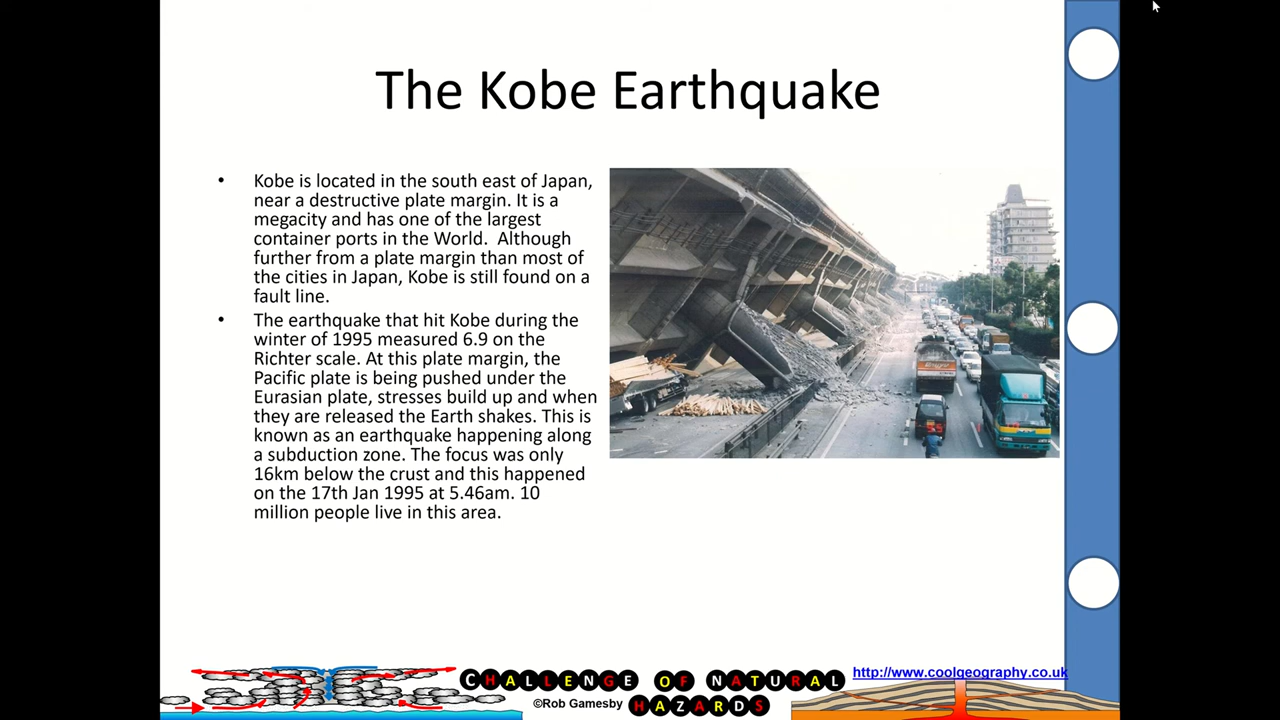 The Kobe Earthquake
• Kobe is located in the south east of Japan,
near a destructive plate margin. It is a
megacity and has one of the largest
container ports in the World.  Although
further from a plate margin than most of
the cities in Japan, Kobe is still found on a
fault line.
• The earthquake that hit Kobe during the
winter of 1995 measured 6.9 on the
Richter scale. At this plate margin, the
Pacific plate is being pushed under the
Eurasian plate, stresses build up and when
they are released the Earth shakes. This is
known as an earthquake happening along
a subduction zone. The focus was only
16km below the crust and this happened
on the 17th Jan 1995 at 5.46am. 10
million people live in this area.
CHALLENGE OF NATURAL
HAZARDS
©Rob Gamesby
http://www.coolgeography.co.uk